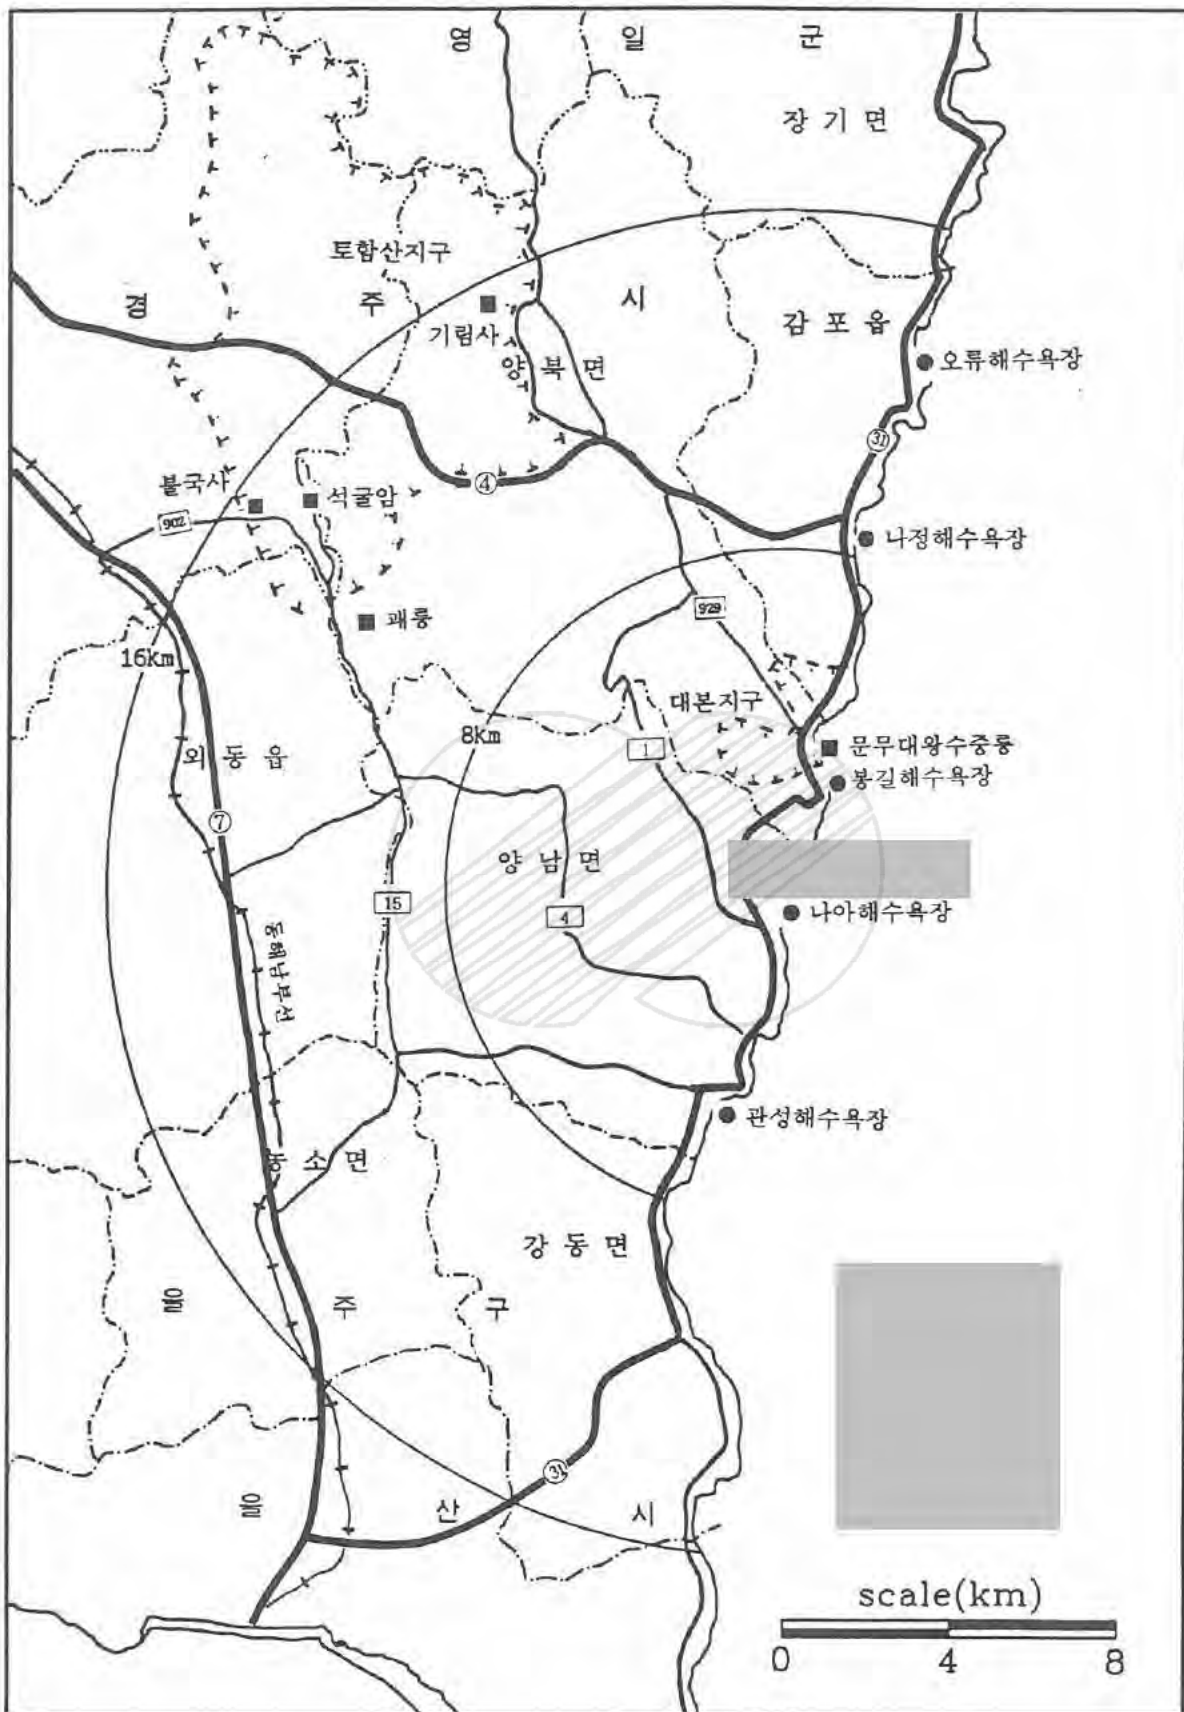 영 일 군
장 기 면
토함산지구
경 주 시
기림사
감 포 읍
양 북 면
오류해수욕장
31
불국사
석굴암
4
902
나정해수욕장
929
괘릉
16Km
대본지구
8Km
1
문무대왕수중릉
외 동 읍
봉길해수욕장
7
양 남 면
15
4
나아해수욕장
동해남부선
관성해수욕장
농 소 면
강 동 면
울 주 구
31
울 산 시
scale(km)
0 4 8